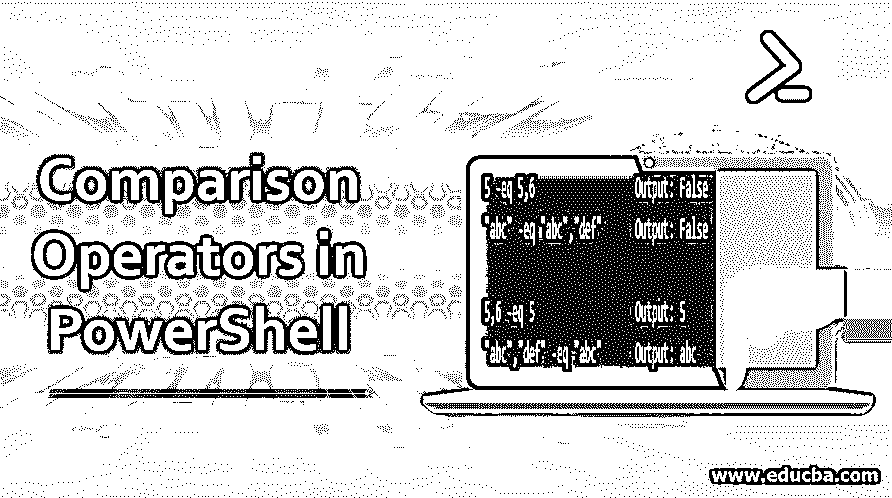 Comparison
Operators in
PowerShell
5 -eq 5,6 Output: False
"abc" -eq "abc","def" Output: False
5,6 -eq 5 Output: 5
"abc","def" -eq "abc" Output: abc
www.educba.com